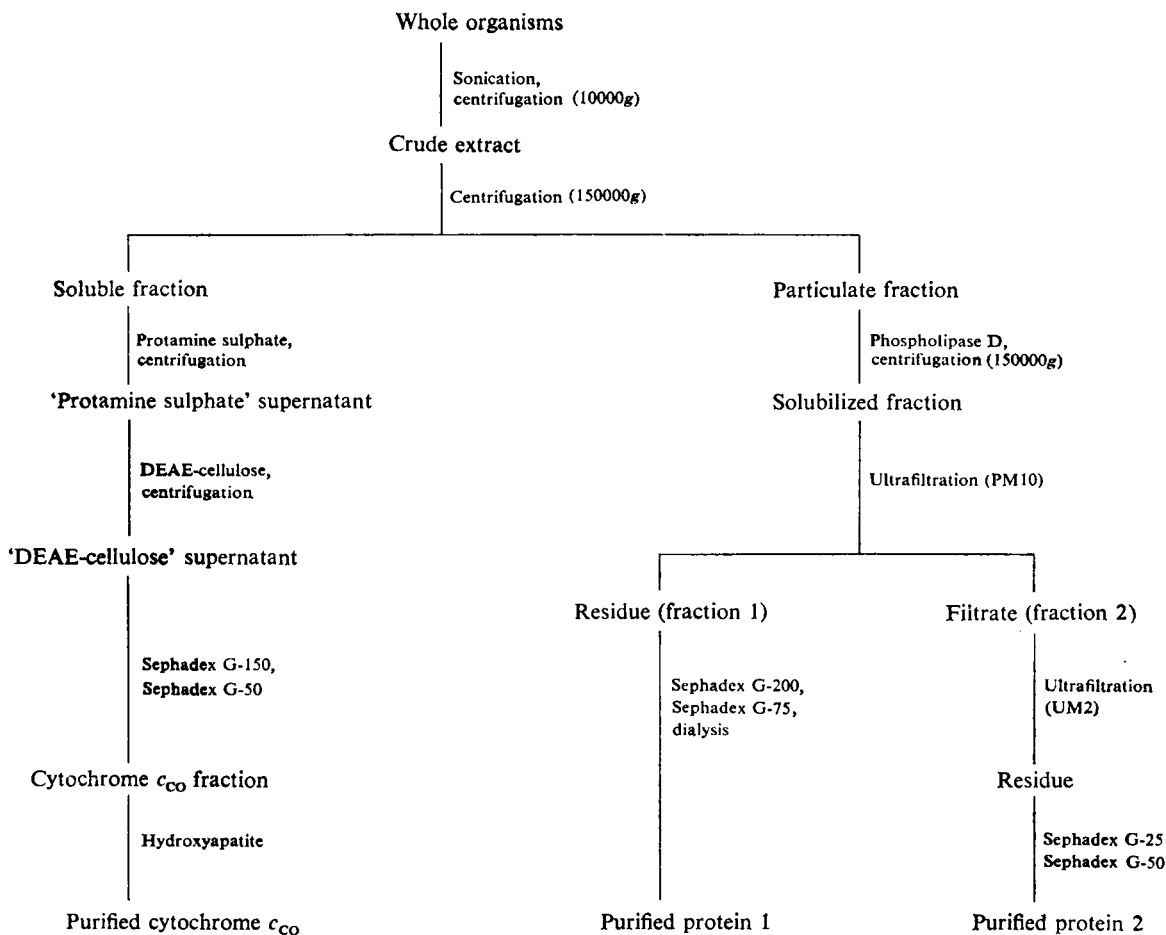 Whole organisms
Sonication,
centrifugation (10000g)
Crude extract
Centrifugation (150000g)
Soluble fraction
Particulate fraction
Protamine sulphate,
centrifugation
Phospholipase D,
centrifugation (150000g)
'Protamine sulphate' supernatant
Solubilized fraction
DEAE-cellulose,
centrifugation
Ultrafiltration (PM10)
'DEAE-cellulose' supernatant
Residue (fraction 1)
Filtrate (fraction 2)
Sephadex G-150,
Sephadex G-50
Sephadex G-200,
Sephadex G-75,
dialysis
Ultrafiltration
(UM2)
Cytochrome cCO fraction
Residue
Hydroxyapatite
Sephadex G-25
Sephadex G-50
Purified cytochrome cCO
Purified protein 1
Purified protein 2